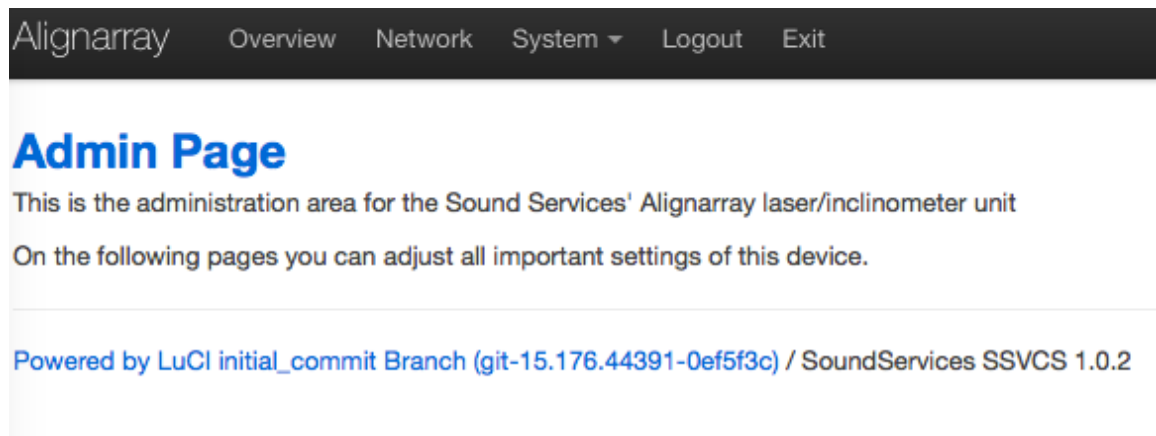 Alignarray Overview Network System Logout Exit
Admin Page
This is the administration area for the Sound Services' Alignarray laser/inclinometer unit
On the following pages you can adjust all important settings of this device.
Powered by LuCI initial_commit Branch (git-15.176.44391-0ef5f3c) / SoundServices SSVCS 1.0.2